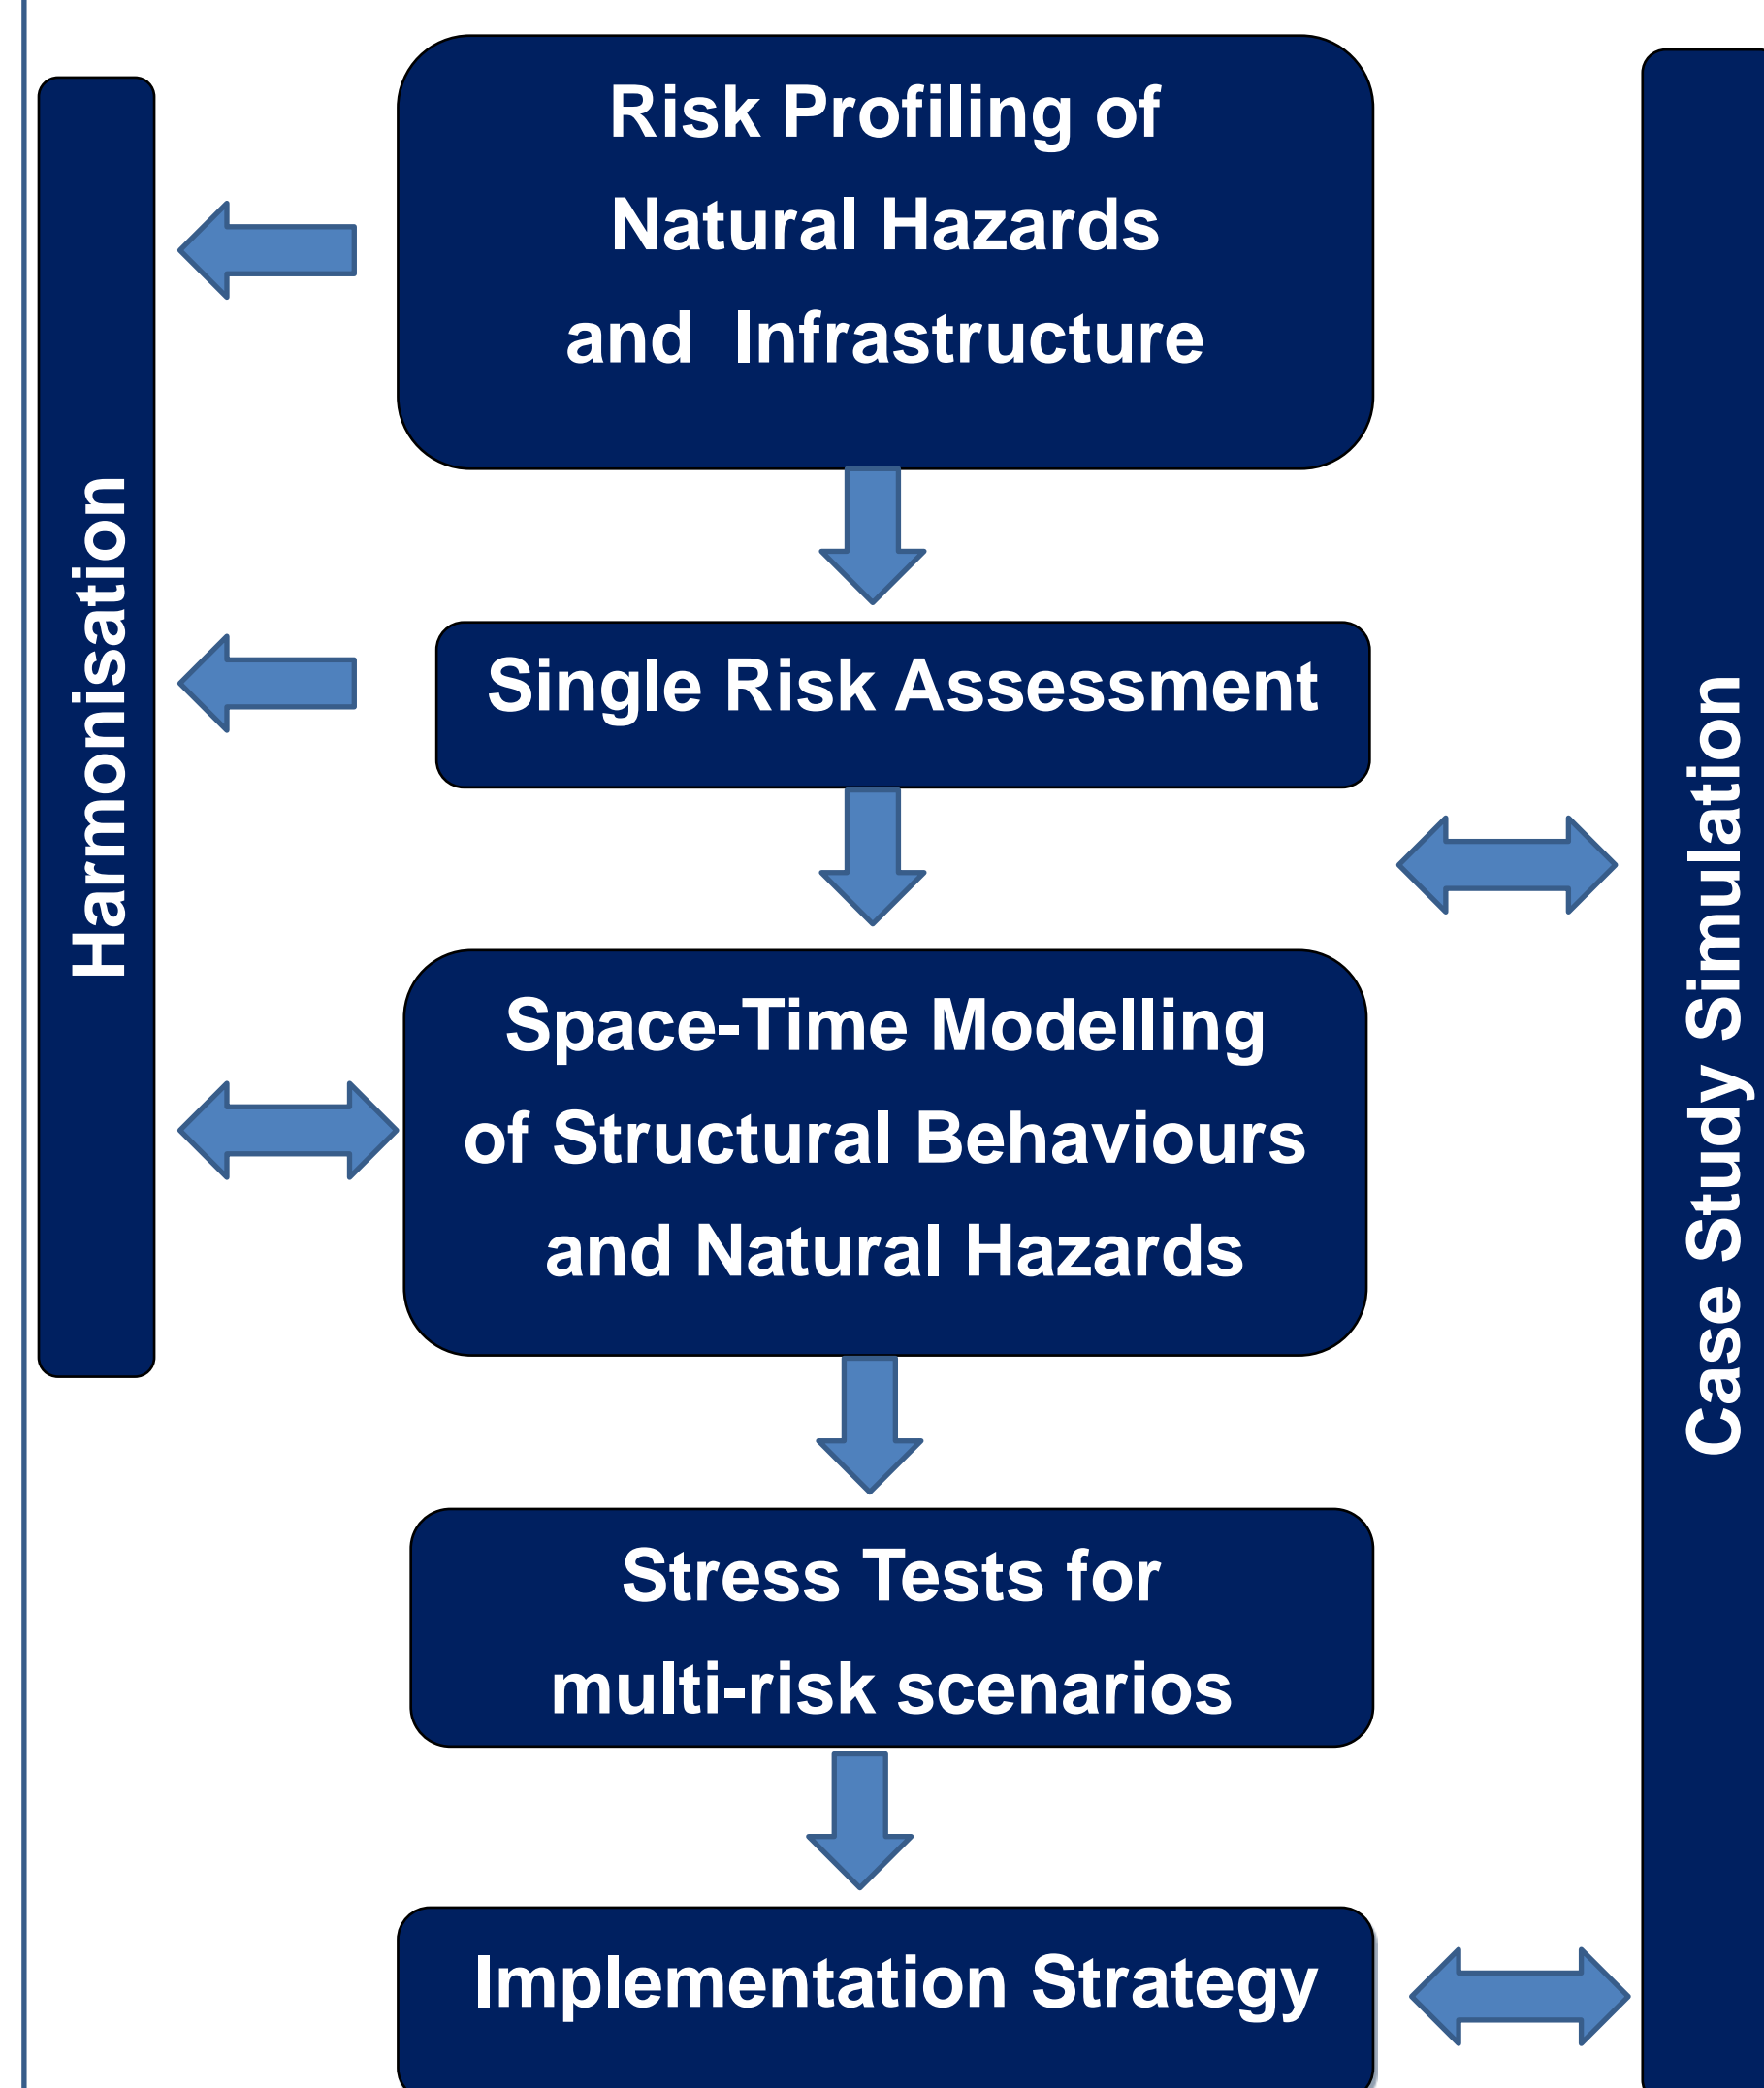 Harmonisation
Risk Profiling of
Natural Hazards
and Infrastructure
Single Risk Assessment
Space-Time Modelling
of Structural Behaviours
and Natural Hazards
Stress Tests for
multi-risk scenarios
Implementation Strategy
Case Study Simulation